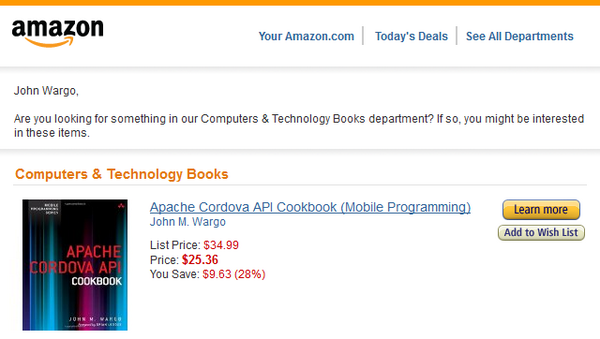 amazon
Your Amazon.com | Today's Deals | See All Departments
John Wargo,
Are you looking for something in our Computers & Technology Books department? If so, you might be interested
in these items.
Computers & Technology Books
MOBILE
PROGRAMMING
SERIES
APACHE
CORDOVA API
COOKBOOK
JOHN M. WARGO
Apache Cordova API Cookbook (Mobile Programming)
John M. Wargo
List Price: $34.99
Price: $25.36
You Save: $9.63 (28%)
Learn more
Add to Wish List